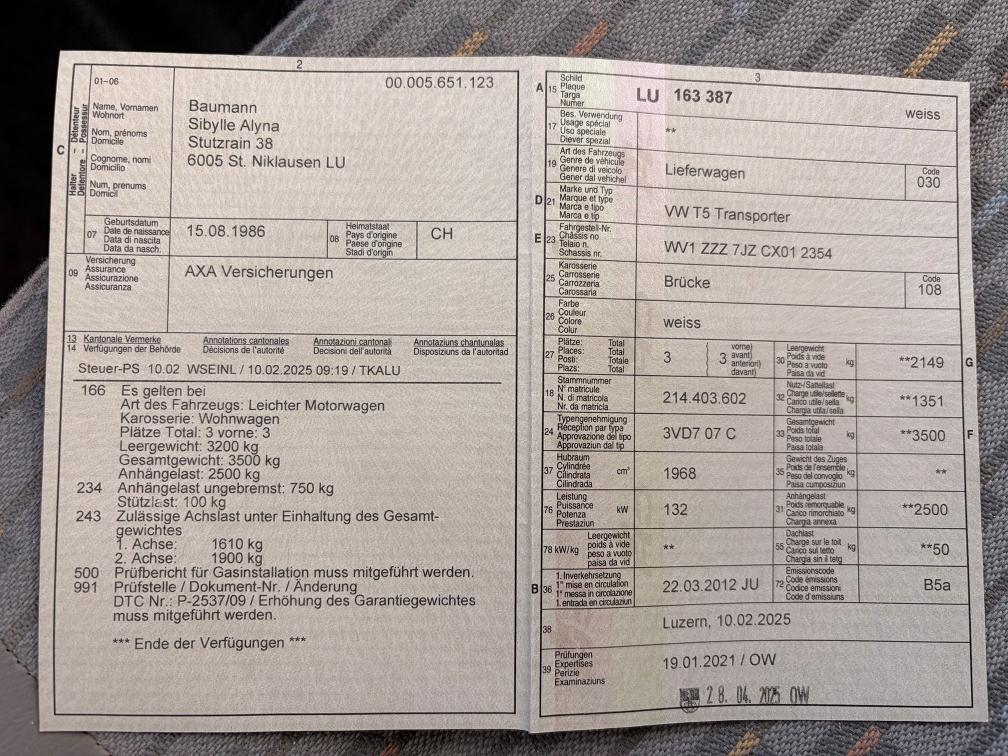 2
01–06
00.005.651.123
C
Halter Détenteur
Detentore – Possessur
Name, Vornamen
Wohnort
Nom, prénoms
Domicile
Cognome, nomi
Domicilio
Num, prenums
Domicil
Baumann
Sibylle Alyna
Stutzrain 38
6005 St. Niklausen LU
07
Geburtsdatum
Date de naissance
Data di nascita
Data da nasch.
15.08.1986
08
Heimatstaat
Pays d'origine
Paese d'origine
Stadi d'origin
CH
09
Versicherung
Assurance
Assicurazione
Assicuranza
AXA Versicherungen
13 Kantonale Vermerke Annotations cantonales Annotazioni cantonali Annotaziuns chantunalas
14 Verfügungen der Behörde Décisions de l'autorité Decisioni dell'autorità Disposiziuns da l'autoritad
Steuer-PS 10.02 WSEINL / 10.02.2025 09:19 / TKALU
166 Es gelten bei
Art des Fahrzeugs: Leichter Motorwagen
Karosserie: Wohnwagen
Plätze Total: 3 vorne: 3
Leergewicht: 3200 kg
Gesamtgewicht: 3500 kg
Anhängelast: 2500 kg
234 Anhängelast ungebremst: 750 kg
Stützlast: 100 kg
243 Zulässige Achslast unter Einhaltung des Gesamt-
gewichtes
1. Achse: 1610 kg
2. Achse: 1900 kg
500 Prüfbericht für Gasinstallation muss mitgeführt werden.
991 Prüfstelle / Dokument-Nr. / Änderung
DTC Nr.: P-2537/09 / Erhöhung des Garantiegewichtes
muss mitgeführt werden.
*** Ende der Verfügungen ***
3
A 15
Schild
Plaque
Targa
Numer
LU 163 387
weiss
17
Bes. Verwendung
Usage spécial
Uso speciale
Diever spezial
**
19
Art des Fahrzeugs
Genre de véhicule
Genere di veicolo
Gener dal vehichel
Lieferwagen
Code
030
D 21
Marke und Typ
Marque et type
Marca e tipo
Marca e tip
VW T5 Transporter
E 23
Fahrgestell-Nr.
Châssis no
Telaio n.
Schassis nr.
WV1 ZZZ 7JZ CX01 2354
25
Karosserie
Carrosserie
Carrozzeria
Carossaria
Brücke
Code
108
26
Farbe
Couleur
Colore
Colur
weiss
27
Plätze: Total
Places: Total
Posti: Totale
Plazs: Total
3
3
vorne)
avant)
anteriori)
davant)
30
Leergewicht
Poids à vide
Peso a vuoto
Paisa da vid
kg
**2149
G
18
Stammnummer
N° matricule
N. di matricola
Nr. da matricla
214.403.602
32
Nutz-/Sattellast
Charge utile/sellette
Carico utile/sella
Chargia utila/sella
kg
**1351
24
Typengenehmigung
Réception par type
Approvazione del tipo
Approvaziun dal tip
3VD7 07 C
33
Gesamtgewicht
Poids total
Peso totale
Paisa totala
kg
**3500
F
37
Hubraum
Cylindrée
Cilindrata
Cilindrada
cm³
1968
35
Gewicht des Zuges
Poids de l'ensemble
Peso del convoglio
Paisa cumposiziun
kg
**
76
Leistung
Puissance
Potenza
Prestaziun
kW
132
31
Anhängelast
Poids remorquable
Carico rimorchiato
Chargia annexa
kg
**2500
78 kW/kg
Leergewicht
poids à vide
peso a vuoto
paisa da vid
**
55
Dachlast
Charge sur le toit
Carico sul tetto
Chargia sin il tetg
kg
**50
B 36
1. Inverkehrsetzung
1re mise en circulation
1a messa in circolazione
1. entrada en circulaziun
22.03.2012 JU
72
Emissionscode
Code émissions
Codice emissioni
Code d'emissiuns
B5a
38
Luzern, 10.02.2025
39
Prüfungen
Expertises
Perizie
Examinaziuns
19.01.2021 / OW
28. 04. 2025 OW